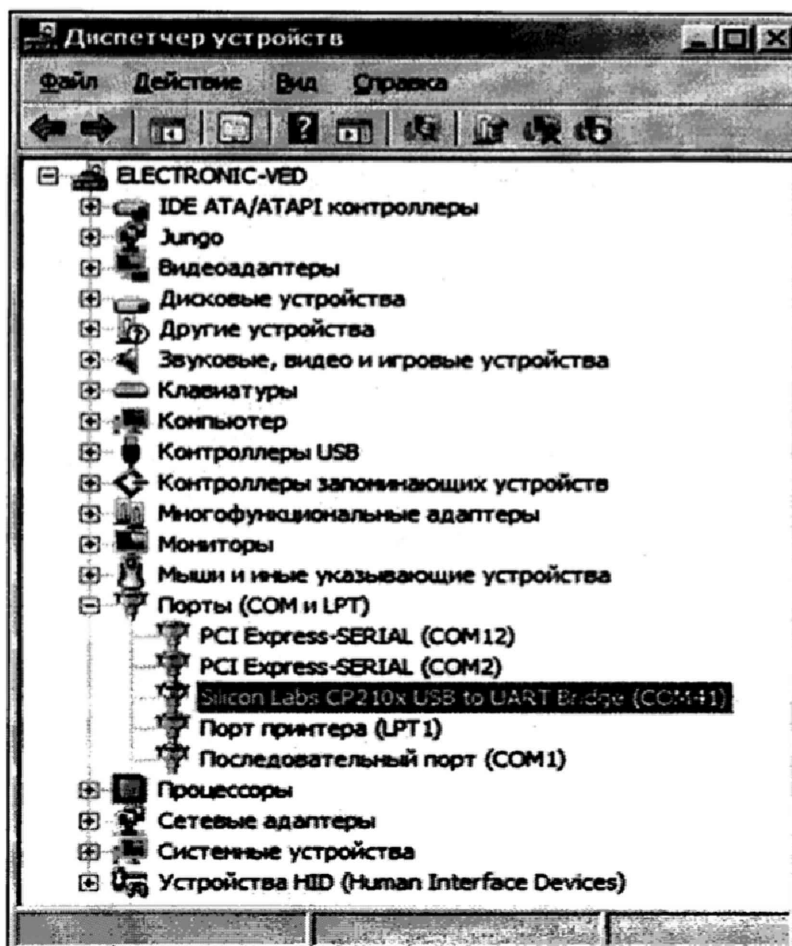 Диспетчер устройств
Файл Действие Вид Справка
ELECTRONIC-VED
IDE ATA/ATAPI контроллеры
Jungo
Видеоадаптеры
Дисковые устройства
Другие устройства
Звуковые, видео и игровые устройства
Клавиатуры
Компьютер
Контроллеры USB
Контроллеры запоминающих устройств
Многофункциональные адаптеры
Мониторы
Мыши и иные указывающие устройства
Порты (COM и LPT)
PCI Express-SERIAL (COM12)
PCI Express-SERIAL (COM2)
Silicon Labs CP210x USB to UART Bridge (COM41)
Порт принтера (LPT1)
Последовательный порт (COM1)
Процессоры
Сетевые адаптеры
Системные устройства
Устройства HID (Human Interface Devices)